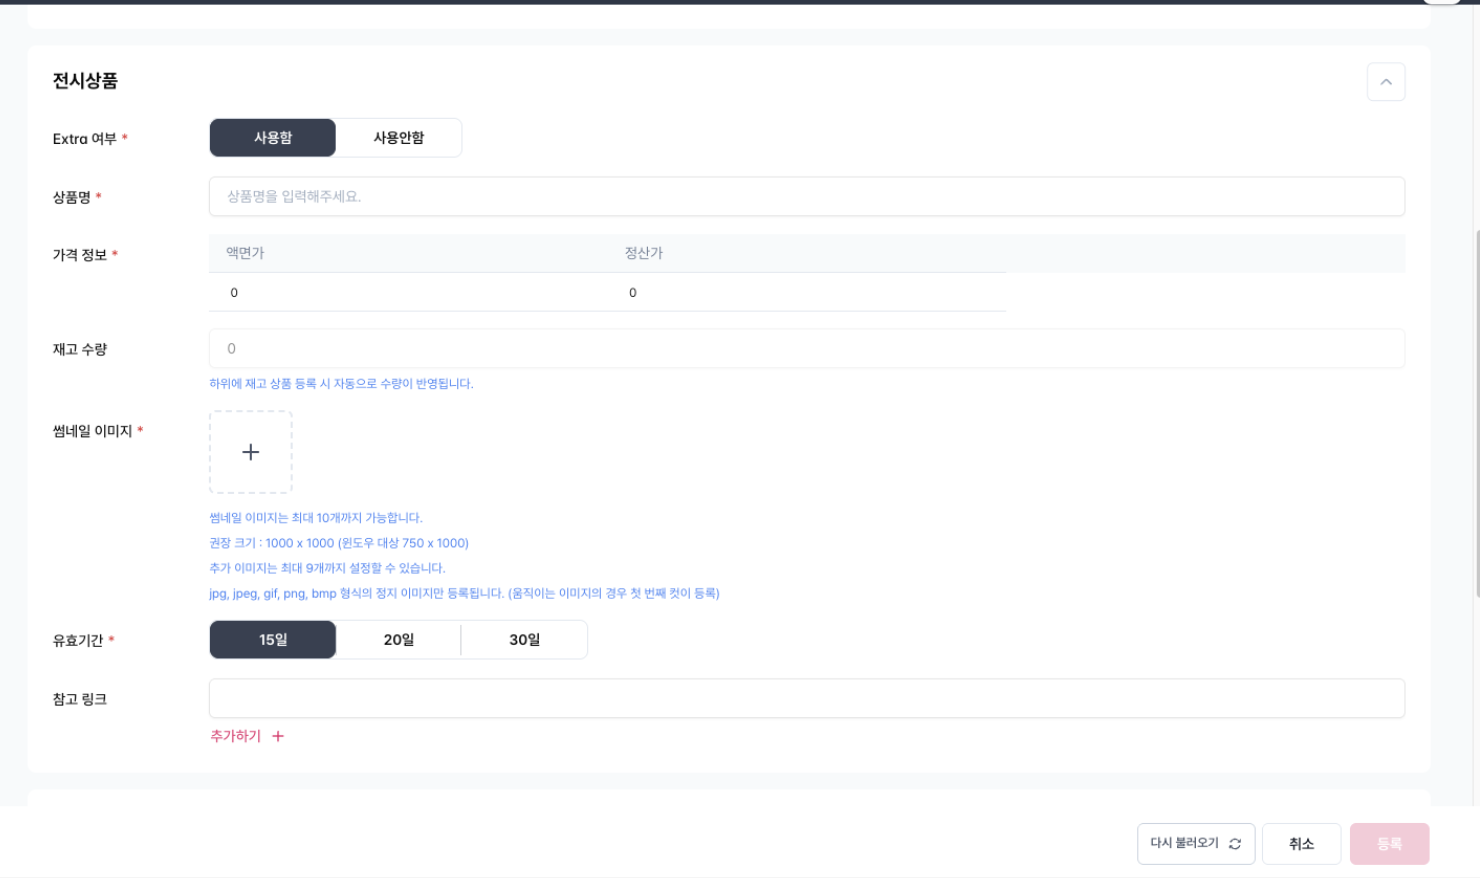 전시상품
Extra 여부 *
사용함
사용안함
상품명 *
상품명을 입력해주세요.
가격 정보 *
액면가
정산가
0
0
재고 수량
0
하위에 재고 상품 등록 시 자동으로 수량이 반영됩니다.
썸네일 이미지 *
썸네일 이미지는 최대 10개까지 가능합니다.
권장 크기 : 1000 x 1000 (윈도우 대상 750 x 1000)
추가 이미지는 최대 9개까지 설정할 수 있습니다.
jpg, jpeg, gif, png, bmp 형식의 정지 이미지만 등록됩니다. (움직이는 이미지의 경우 첫 번째 컷이 등록)
유효기간 *
15일
20일
30일
참고 링크
추가하기 +
다시 불러오기
취소
등록